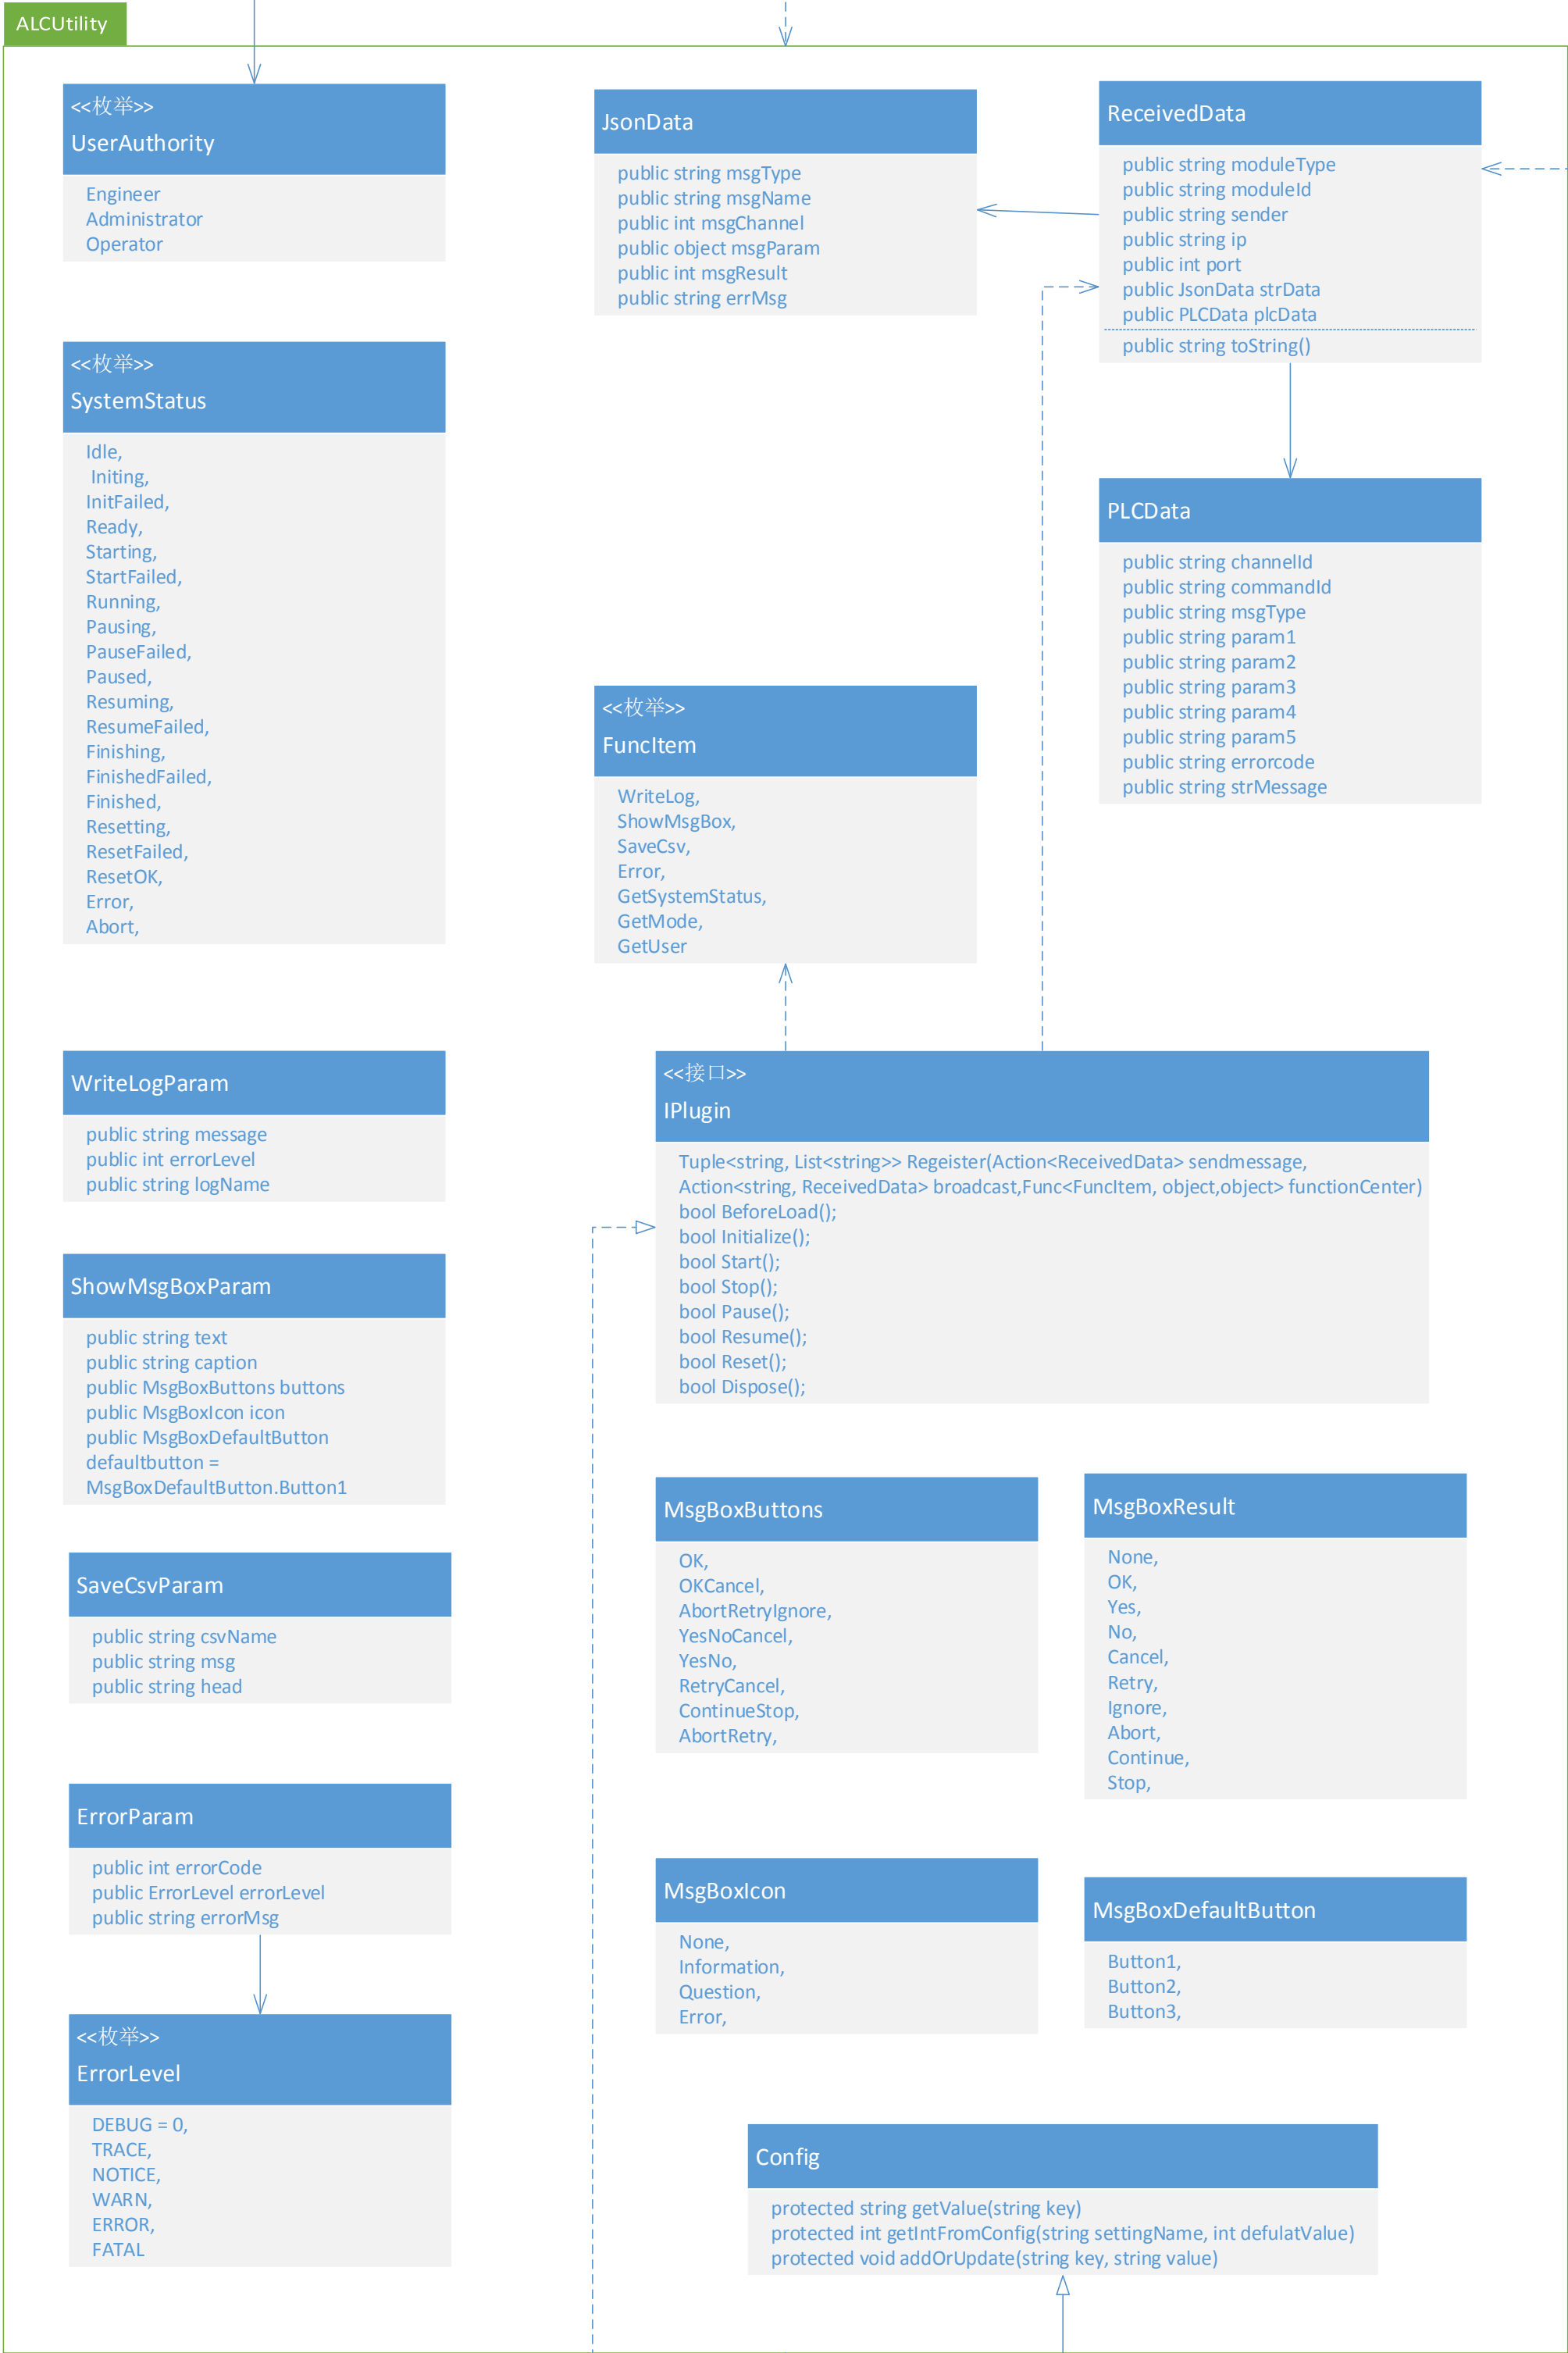 ALCUtility
<<枚举>>
UserAuthority
Engineer
Administrator
Operator
JsonData
public string msgType
public string msgName
public int msgChannel
public object msgParam
public int msgResult
public string errMsg
ReceivedData
public string moduleType
public string moduleId
public string sender
public string ip
public int port
public JsonData strData
public PLCData plcData
public string toString()
<<枚举>>
SystemStatus
Idle,
Initing,
InitFailed,
Ready,
Starting,
StartFailed,
Running,
Pausing,
PauseFailed,
Paused,
Resuming,
ResumeFailed,
Finishing,
FinishedFailed,
Finished,
Resetting,
ResetFailed,
ResetOK,
Error,
Abort,
PLCData
public string channelId
public string commandId
public string msgType
public string param1
public string param2
public string param3
public string param4
public string param5
public string errorcode
public string strMessage
<<枚举>>
FuncItem
WriteLog,
ShowMsgBox,
SaveCsv,
Error,
GetSystemStatus,
GetMode,
GetUser
WriteLogParam
public string message
public int errorLevel
public string logName
<<接口>>
IPlugin
Tuple<string, List<string>> Regeister(Action<ReceivedData> sendmessage,
Action<string, ReceivedData> broadcast,Func<FuncItem, object,object> functionCenter)
bool BeforeLoad();
bool Initialize();
bool Start();
bool Stop();
bool Pause();
bool Resume();
bool Reset();
bool Dispose();
ShowMsgBoxParam
public string text
public string caption
public MsgBoxButtons buttons
public MsgBoxIcon icon
public MsgBoxDefaultButton
defaultbutton =
MsgBoxDefaultButton.Button1
MsgBoxButtons
OK,
OKCancel,
AbortRetryIgnore,
YesNoCancel,
YesNo,
RetryCancel,
ContinueStop,
AbortRetry,
MsgBoxResult
None,
OK,
Yes,
No,
Cancel,
Retry,
Ignore,
Abort,
Continue,
Stop,
SaveCsvParam
public string csvName
public string msg
public string head
ErrorParam
public int errorCode
public ErrorLevel errorLevel
public string errorMsg
MsgBoxIcon
None,
Information,
Question,
Error,
MsgBoxDefaultButton
Button1,
Button2,
Button3,
<<枚举>>
ErrorLevel
DEBUG = 0,
TRACE,
NOTICE,
WARN,
ERROR,
FATAL
Config
protected string getValue(string key)
protected int getIntFromConfig(string settingName, int defulatValue)
protected void addOrUpdate(string key, string value)